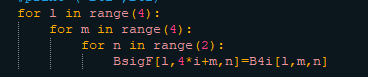 for l in range(4):
    for m in range(4):
        for n in range(2):
            BsigF[l,4*i+m,n]=B4i[l,m,n]